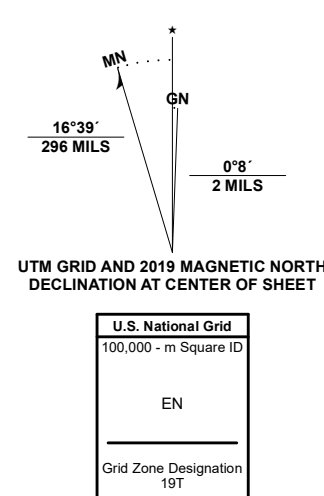 ★
MN
GN
16°39´
296 MILS
0°8´
2 MILS
UTM GRID AND 2019 MAGNETIC NORTH
DECLINATION AT CENTER OF SHEET
U.S. National Grid
100,000 - m Square ID
EN
Grid Zone Designation
19T